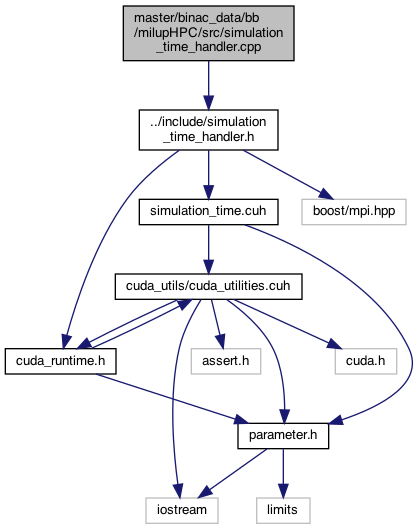 master/binac_data/bb
/milupHPC/src/simulation
_time_handler.cpp
../include/simulation
_time_handler.h
simulation_time.cuh
boost/mpi.hpp
cuda_utils/cuda_utilities.cuh
cuda_runtime.h
assert.h
cuda.h
parameter.h
iostream
limits